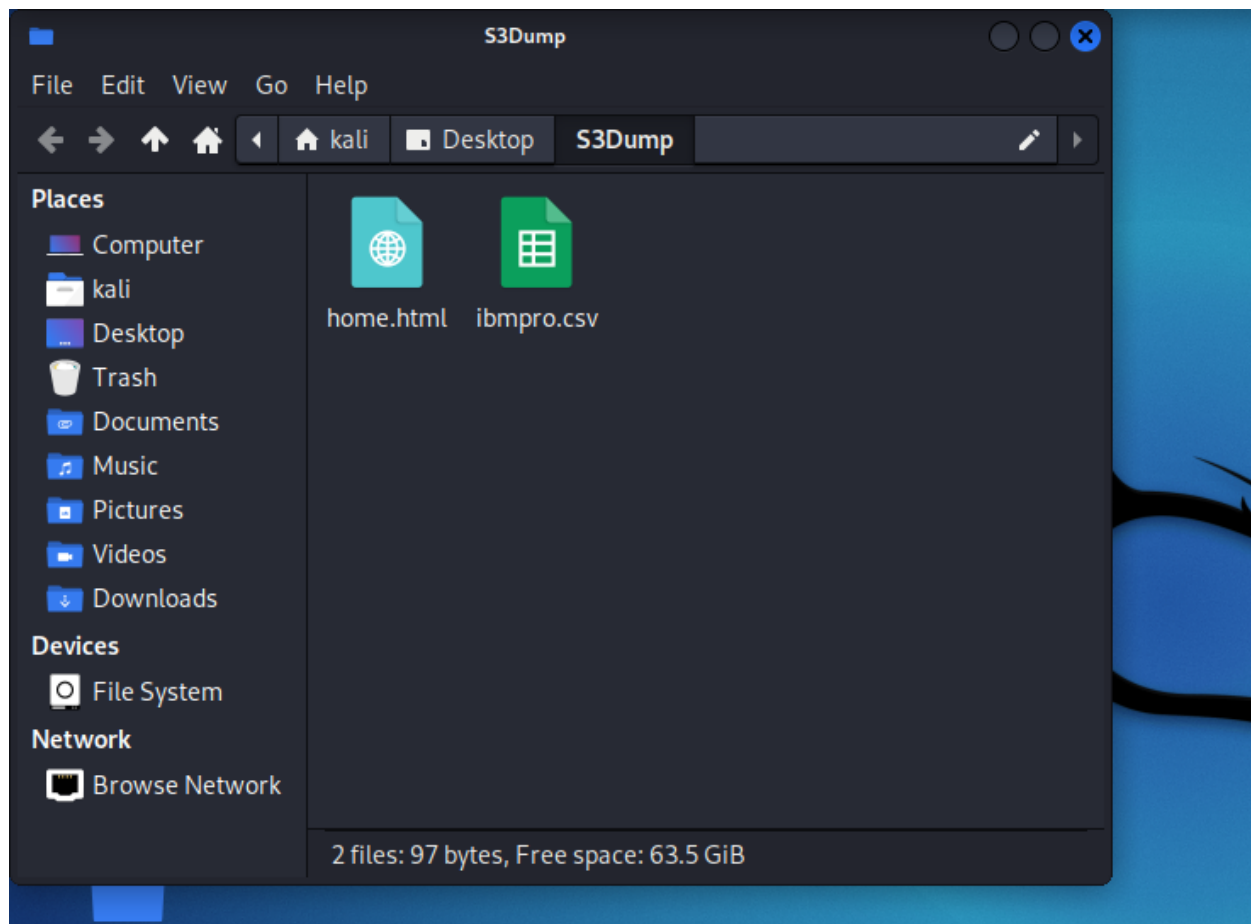 S3Dump
File Edit View Go Help
kali Desktop S3Dump
Places
Computer
kali
Desktop
Trash
Documents
Music
Pictures
Videos
Downloads
Devices
File System
Network
Browse Network
home.html ibmpro.csv
2 files: 97 bytes, Free space: 63.5 GiB